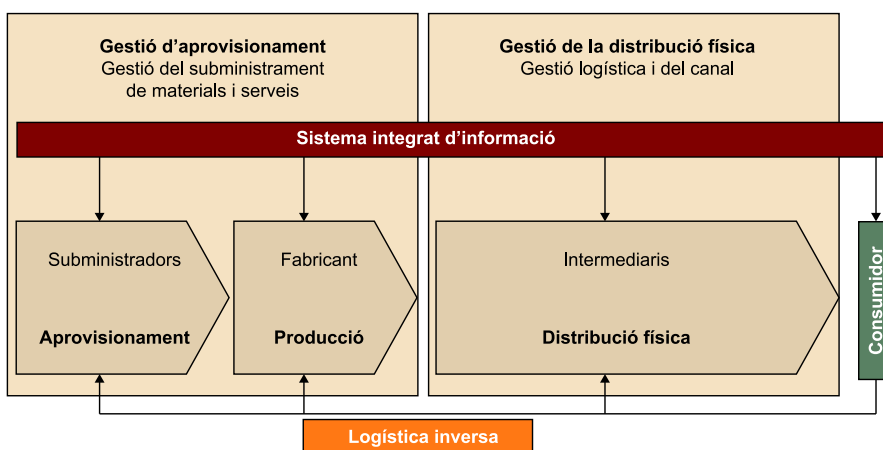 Gestió d’aprovisionament
Gestió del subministrament
de materials i serveis
Gestió de la distribució física
Gestió logística i del canal
Sistema integrat d’informació
Subministradors
Aprovisionament
Fabricant
Producció
Intermediaris
Distribució física
Consumidor
Logística inversa